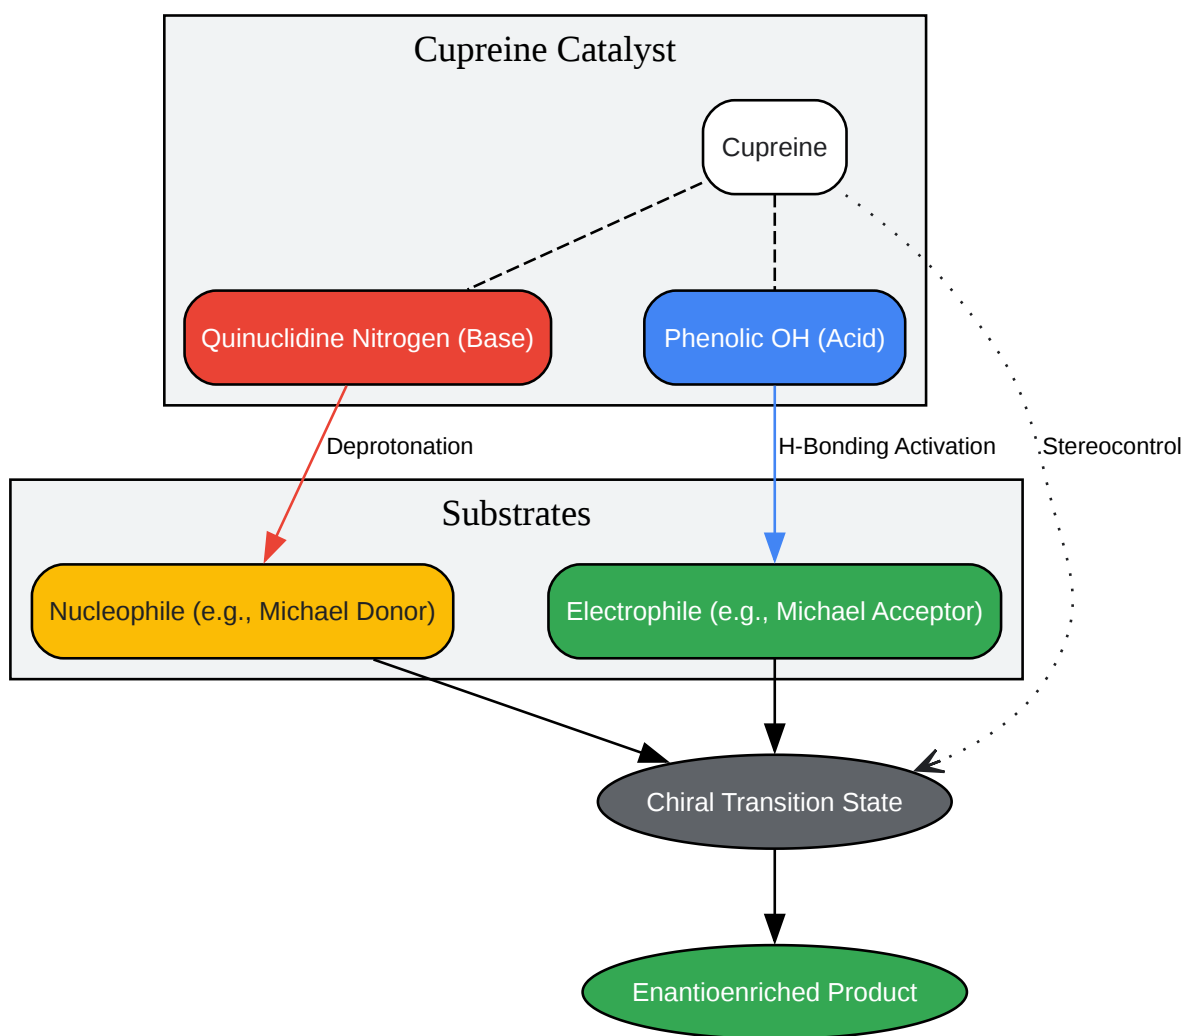 Cupreine Catalyst
Cupreine
Quinuclidine Nitrogen (Base)
Phenolic OH (Acid)
Deprotonation
H-Bonding Activation
Stereocontrol
Substrates
Nucleophile (e.g., Michael Donor)
Electrophile (e.g., Michael Acceptor)
Chiral Transition State
Enantioenriched Product